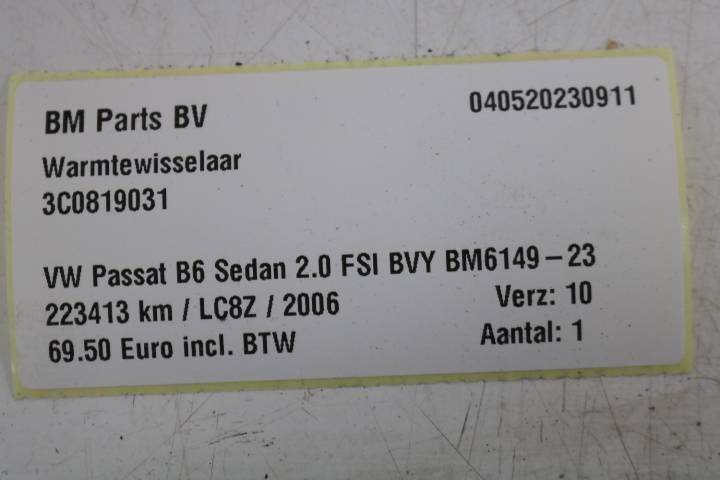 BM Parts BV 040520230911
Warmtewisselaar
3C0819031
VW Passat B6 Sedan 2.0 FSI BVY BM6149-23
223413 km / LC8Z / 2006 Verz: 10
69.50 Euro incl. BTW Aantal: 1